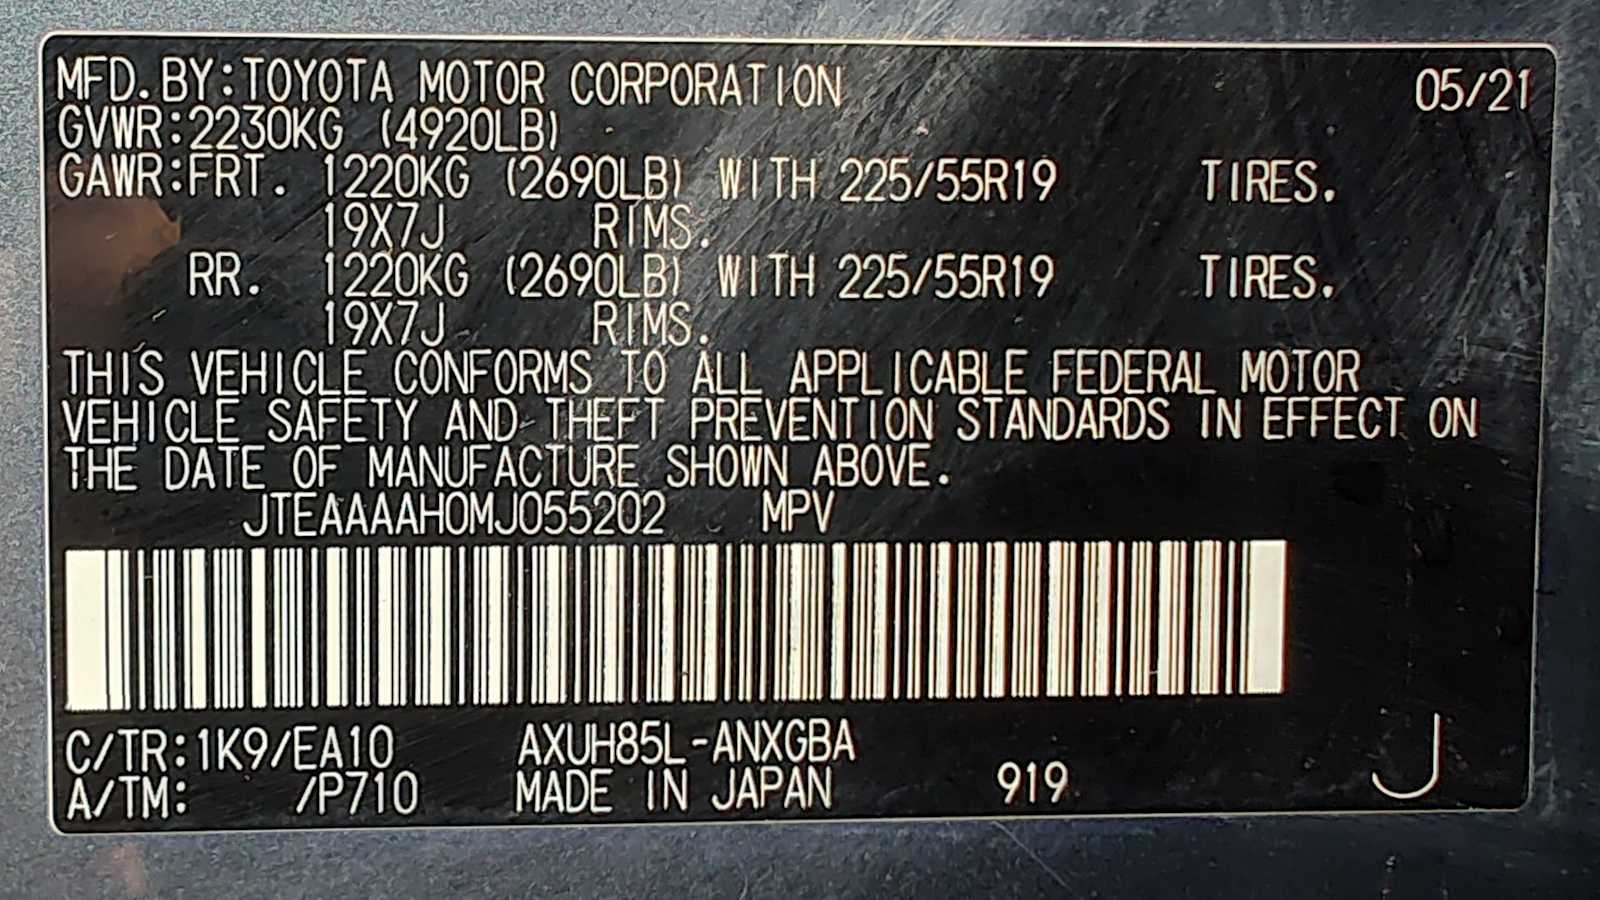 MFD.BY:TOYOTA MOTOR CORPORATION 05/21
GVWR:2230KG (4920LB)
GAWR:FRT. 1220KG (2690LB) WITH 225/55R19 TIRES.
19X7J RIMS.
RR. 1220KG (2690LB) WITH 225/55R19 TIRES.
19X7J RIMS.
THIS VEHICLE CONFORMS TO ALL APPLICABLE FEDERAL MOTOR
VEHICLE SAFETY AND THEFT PREVENTION STANDARDS IN EFFECT ON
THE DATE OF MANUFACTURE SHOWN ABOVE.
JTEAAAAH0MJ055202 MPV
C/TR:1K9/EA10 AXUH85L-ANXGBA
A/TM: /P710 MADE IN JAPAN 919 J